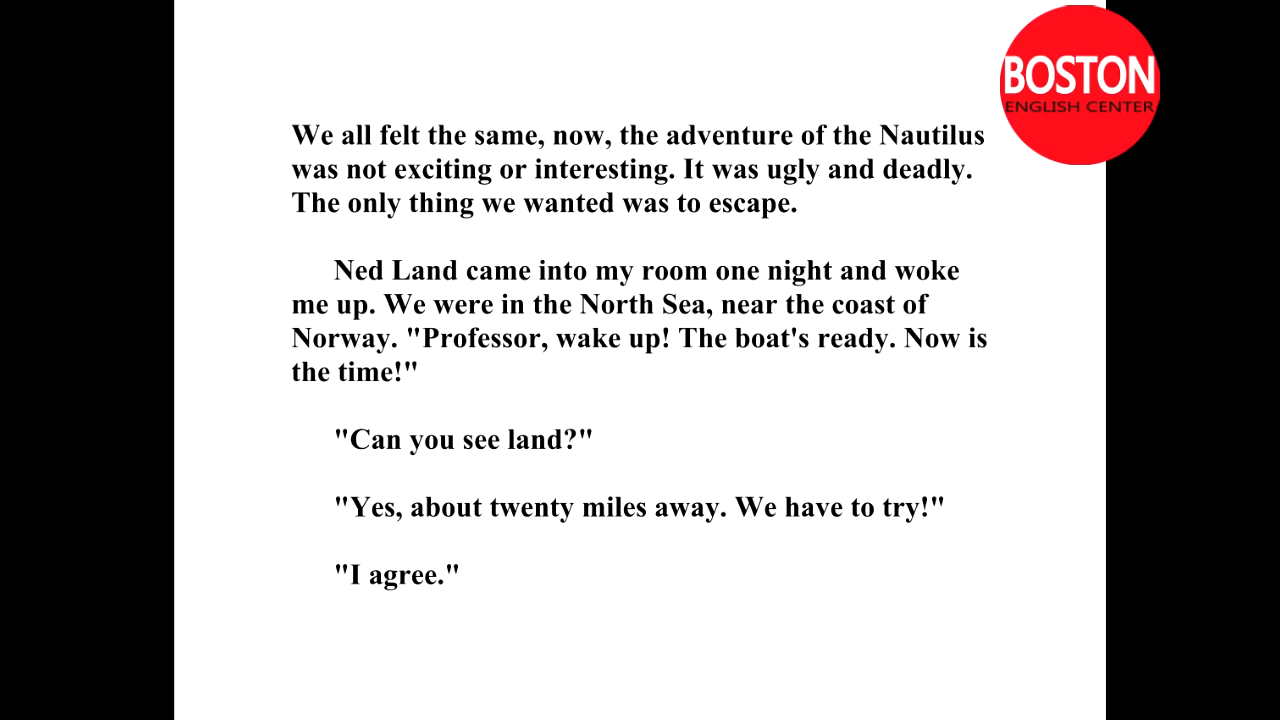 BOSTON
ENGLISH CENTER
We all felt the same, now, the adventure of the Nautilus
was not exciting or interesting. It was ugly and deadly.
The only thing we wanted was to escape.
Ned Land came into my room one night and woke
me up. We were in the North Sea, near the coast of
Norway. "Professor, wake up! The boat's ready. Now is
the time!"
"Can you see land?"
"Yes, about twenty miles away. We have to try!"
"I agree."